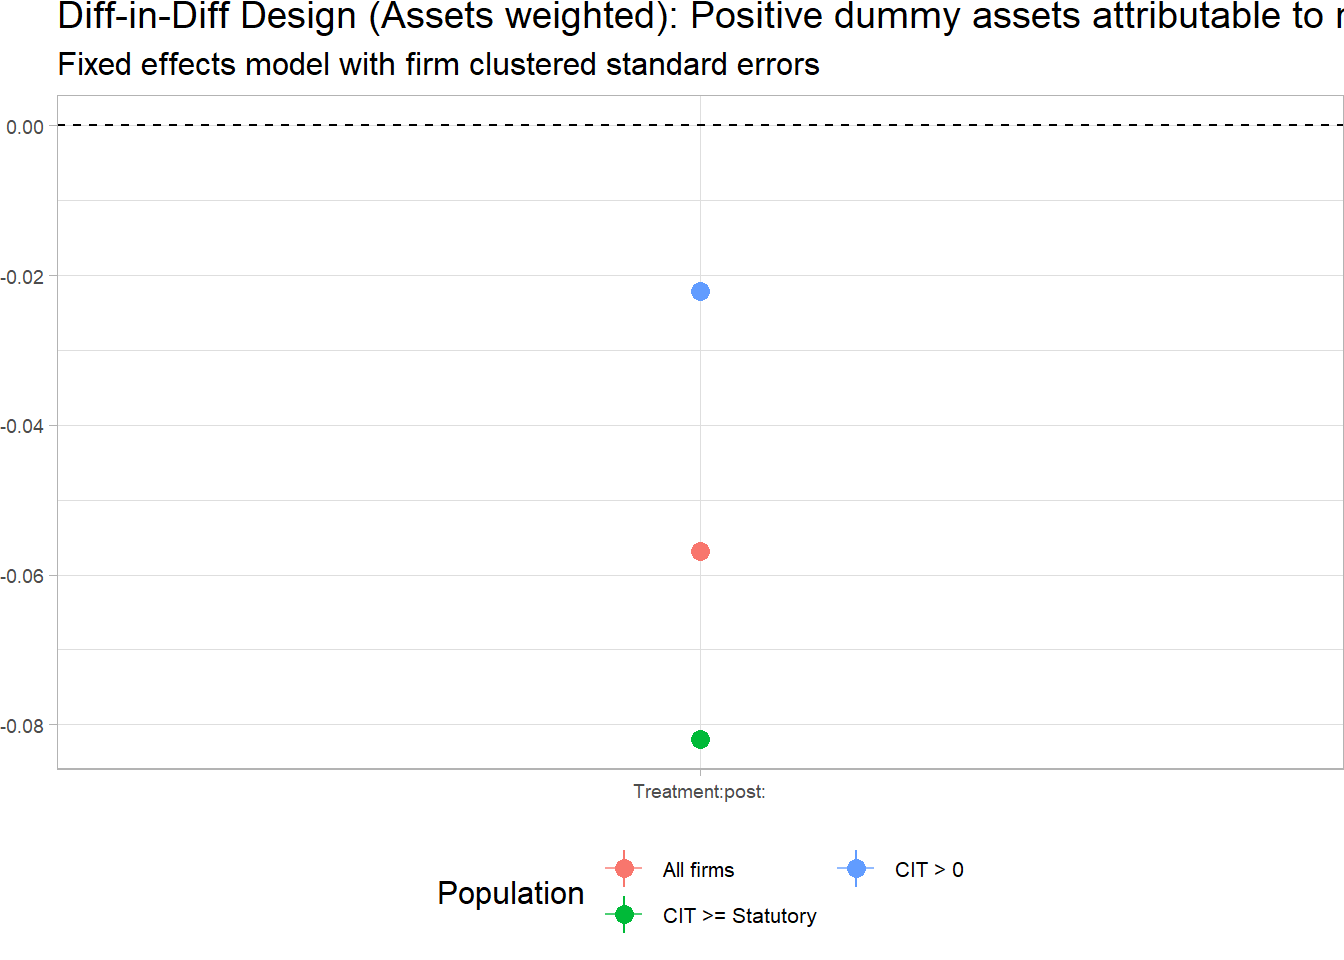 Diff-in-Diff Design (Assets weighted): Positive dummy assets attributable to
Fixed effects model with firm clustered standard errors
0.00
-0.02
-0.04
-0.06
-0.08
Treatment:post:
Population
All firms
CIT > 0
CIT >= Statutory